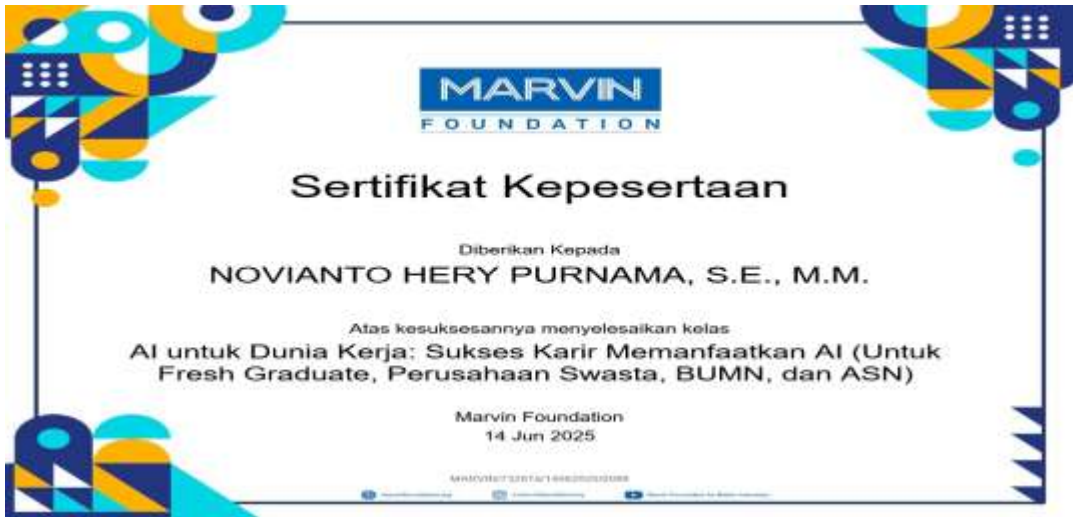 MARVIN
FOUNDATION
Sertifikat Kepesertaan
Diberikan Kepada
NOVIANTO HERY PURNAMA, S.E., M.M.
Atas kesuksesannya menyelesaikan kelas
AI untuk Dunia Kerja: Sukses Karir Memanfaatkan AI (Untuk
Fresh Graduate, Perusahaan Swasta, BUMN, dan ASN)
Marvin Foundation
14 Jun 2025